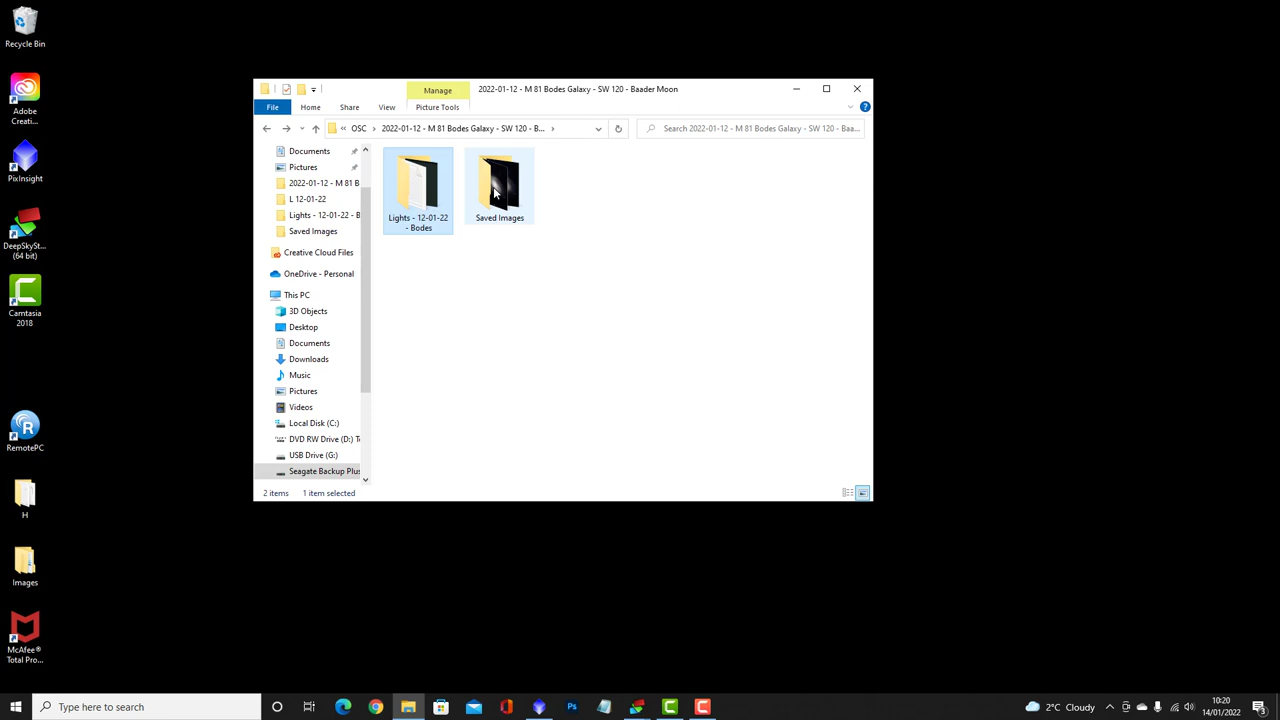 Recycle Bin
Adobe
Creati...
PixInsight
DeepSkySt...
(64 bit)
Camtasia
2018
RemotePC
H
Images
McAfee®
Total Pro...
Manage
2022-01-12 - M 81 Bodes Galaxy - SW 120 - Baader Moon
File
Home
Share
View
Picture Tools
OSC
2022-01-12 - M 81 Bodes Galaxy - SW 120 - B...
Search 2022-01-12 - M 81 Bodes Galaxy - SW 120 - Baa...
Documents
Pictures
2022-01-12 - M 81 B
L 12-01-22
Lights - 12-01-22 - B
Saved Images
Creative Cloud Files
OneDrive - Personal
This PC
3D Objects
Desktop
Documents
Downloads
Music
Pictures
Videos
Local Disk (C:)
DVD RW Drive (D:) T
USB Drive (G:)
Seagate Backup Plus
Lights - 12-01-22
- Bodes
Saved Images
2 items
1 item selected
Type here to search
2°C Cloudy
10:20
14/01/2022